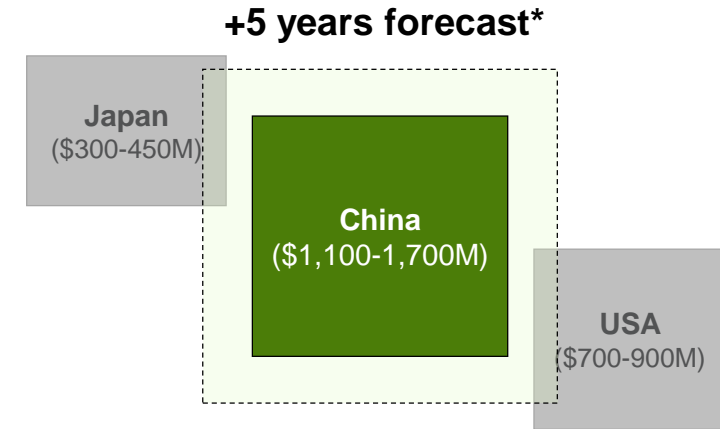 +5 years forecast*
Japan
($300-450M)
China
($1,100-1,700M)
USA
($700-900M)